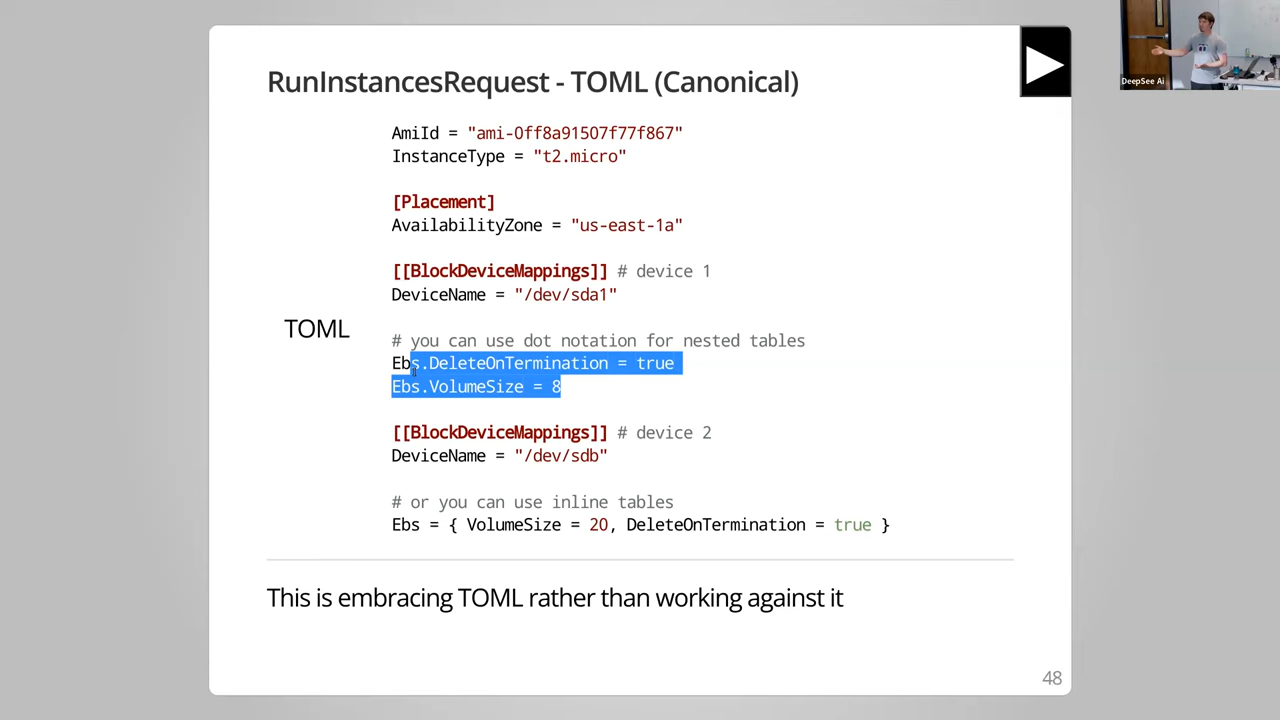 RunInstancesRequest - TOML (Canonical)
DeepSee Ai
AmiId = "ami-0ff8a91507f77f867"
InstanceType = "t2.micro"
[Placement]
AvailabilityZone = "us-east-1a"
[[BlockDeviceMappings]] # device 1
DeviceName = "/dev/sda1"
TOML
# you can use dot notation for nested tables
Ebs.DeleteOnTermination = true
Ebs.VolumeSize = 8
[[BlockDeviceMappings]] # device 2
DeviceName = "/dev/sdb"
# or you can use inline tables
Ebs = { VolumeSize = 20, DeleteOnTermination = true }
This is embracing TOML rather than working against it
48